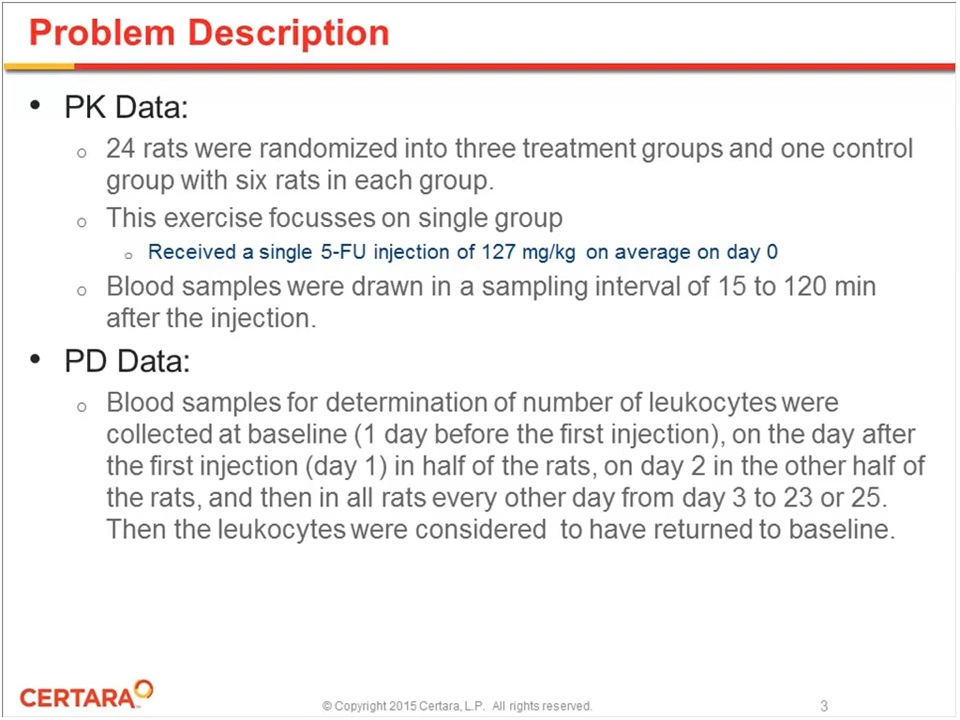 Problem Description
• PK Data:
o 24 rats were randomized into three treatment groups and one control
group with six rats in each group.
o This exercise focusses on single group
o Received a single 5-FU injection of 127 mg/kg on average on day 0
o Blood samples were drawn in a sampling interval of 15 to 120 min
after the injection.
• PD Data:
o Blood samples for determination of number of leukocytes were
collected at baseline (1 day before the first injection), on the day after
the first injection (day 1) in half of the rats, on day 2 in the other half of
the rats, and then in all rats every other day from day 3 to 23 or 25.
Then the leukocytes were considered to have returned to baseline.
CERTARA
© Copyright 2015 Certara, L.P. All rights reserved.
3